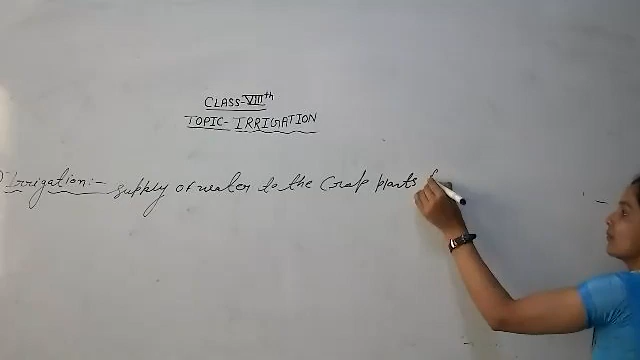 CLASS-VIIIth
TOPIC- IRRIGATION
Irrigation:- supply of water to the Crop plants